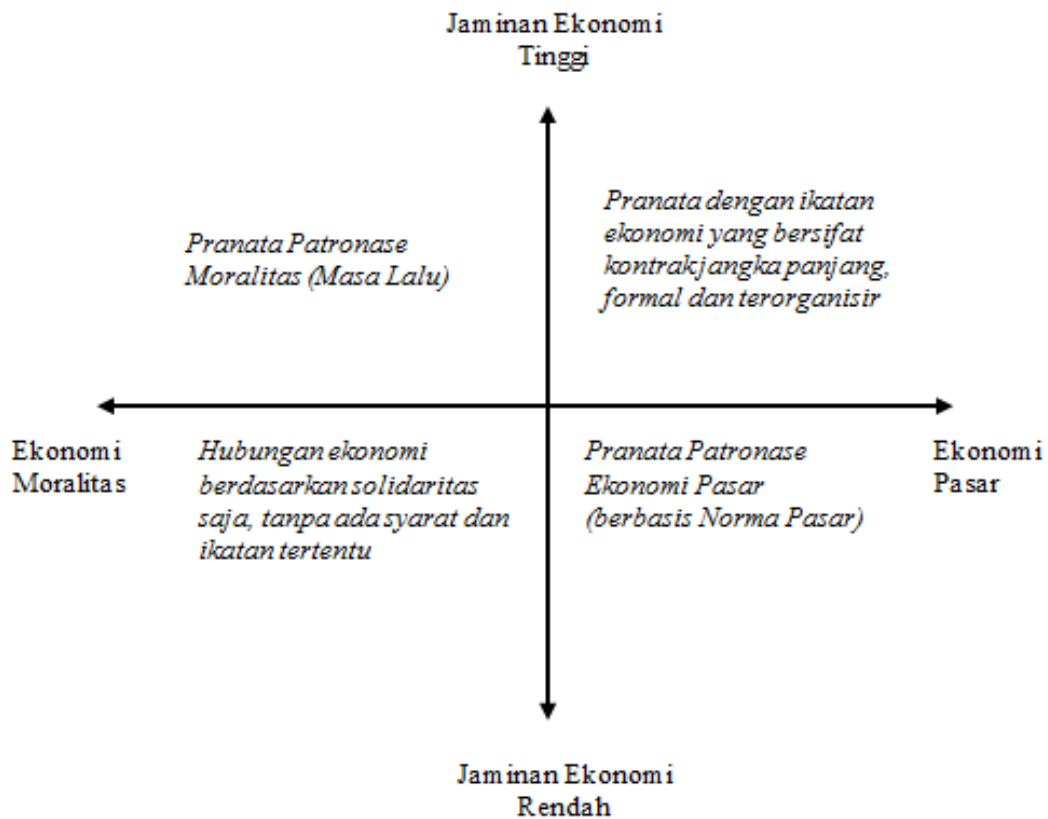 Jaminan Ekonomi
Tinggi
Pranata Patronase
Moralitas (Masa Lalu)
Pranata dengan ikatan
ekonomi yang bersifat
kontrak jangka panjang,
formal dan terorganisir
Ekonomi
Moralitas
Hubungan ekonomi
berdasarkan solidaritas
saja, tanpa ada syarat dan
ikatan tertentu
Pranata Patronase
Ekonomi Pasar
(berbasis Norma Pasar)
Ekonomi
Pasar
Jaminan Ekonomi
Rendah